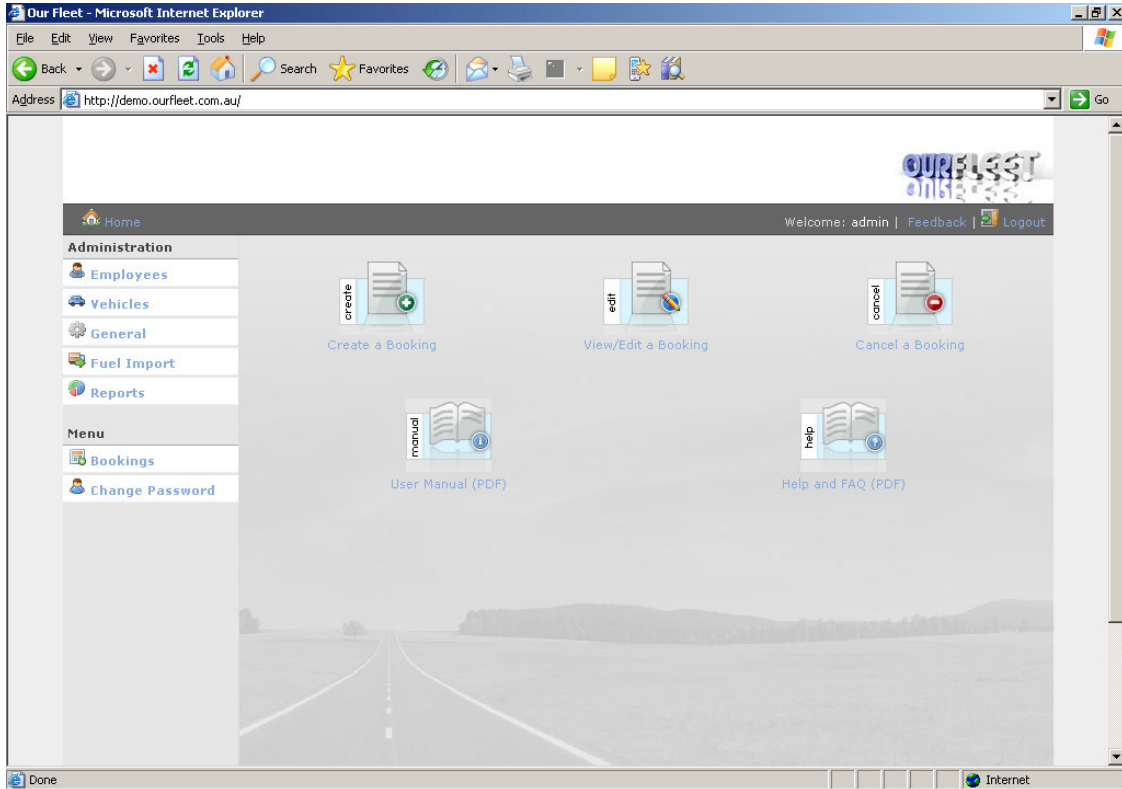 Our Fleet - Microsoft Internet Explorer
File Edit View Favorites Tools Help
Back Search Favorites
Address http://demo.ourfleet.com.au/ Go
OURFLEET
Home Welcome: admin | Feedback | Logout
Administration
Employees
Vehicles
General
Fuel Import
Reports
Menu
Bookings
Change Password
create edit cancel
Create a Booking View/Edit a Booking Cancel a Booking
manual help
User Manual (PDF) Help and FAQ (PDF)
Done Internet